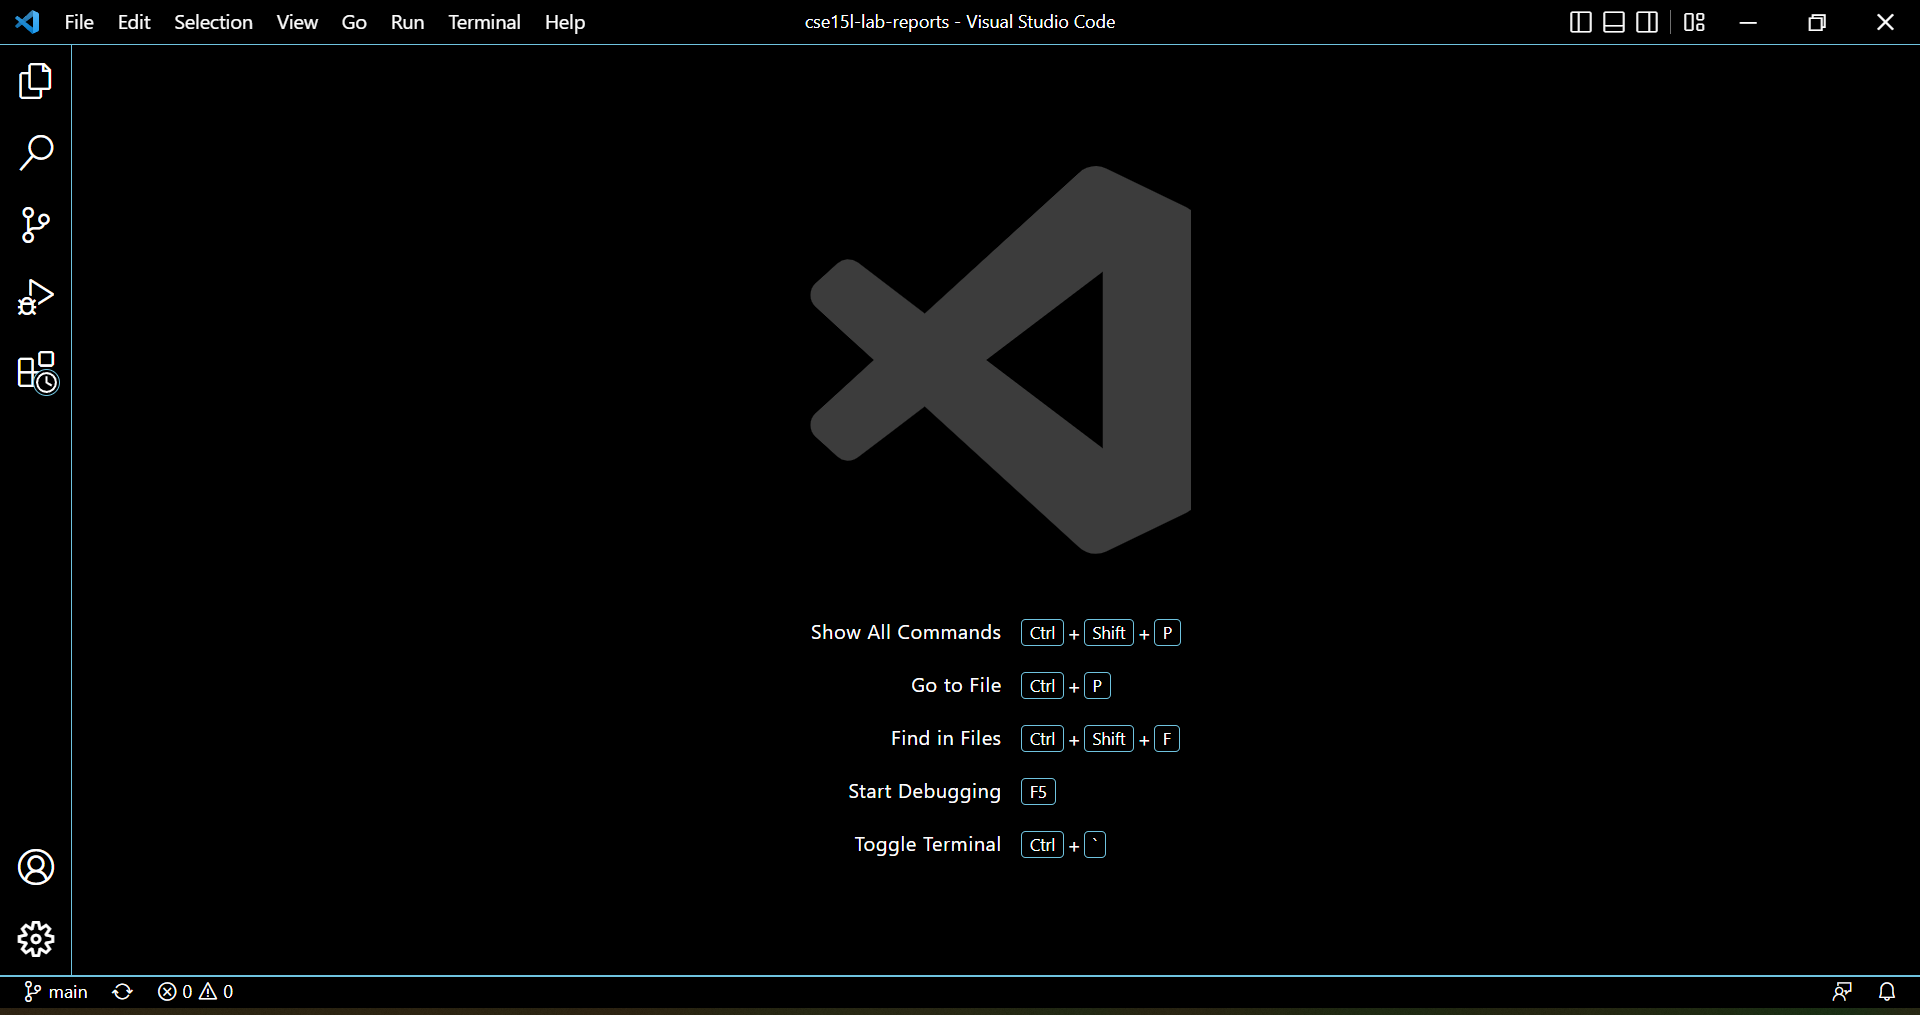 File Edit Selection View Go Run Terminal Help cse15l-lab-reports - Visual Studio Code
Show All Commands Ctrl + Shift + P
Go to File Ctrl + P
Find in Files Ctrl + Shift + F
Start Debugging F5
Toggle Terminal Ctrl + `
main 0 0